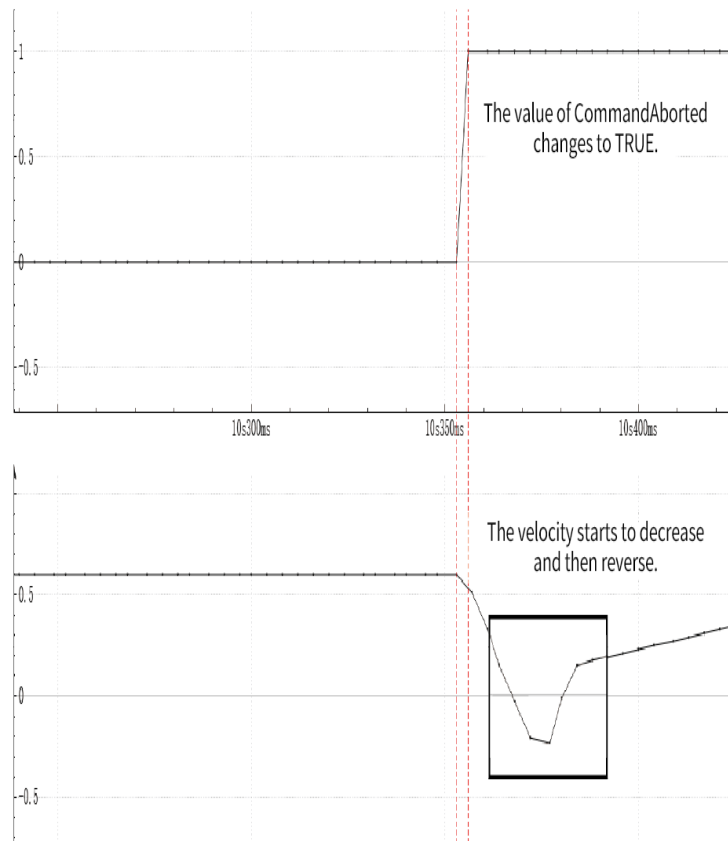 1
The value of CommandAborted
changes to TRUE.
0.5
0
-0.5
10s300ms
10s350ms
10s400ms
The velocity starts to decrease
and then reverse.
0.5
0
-0.5